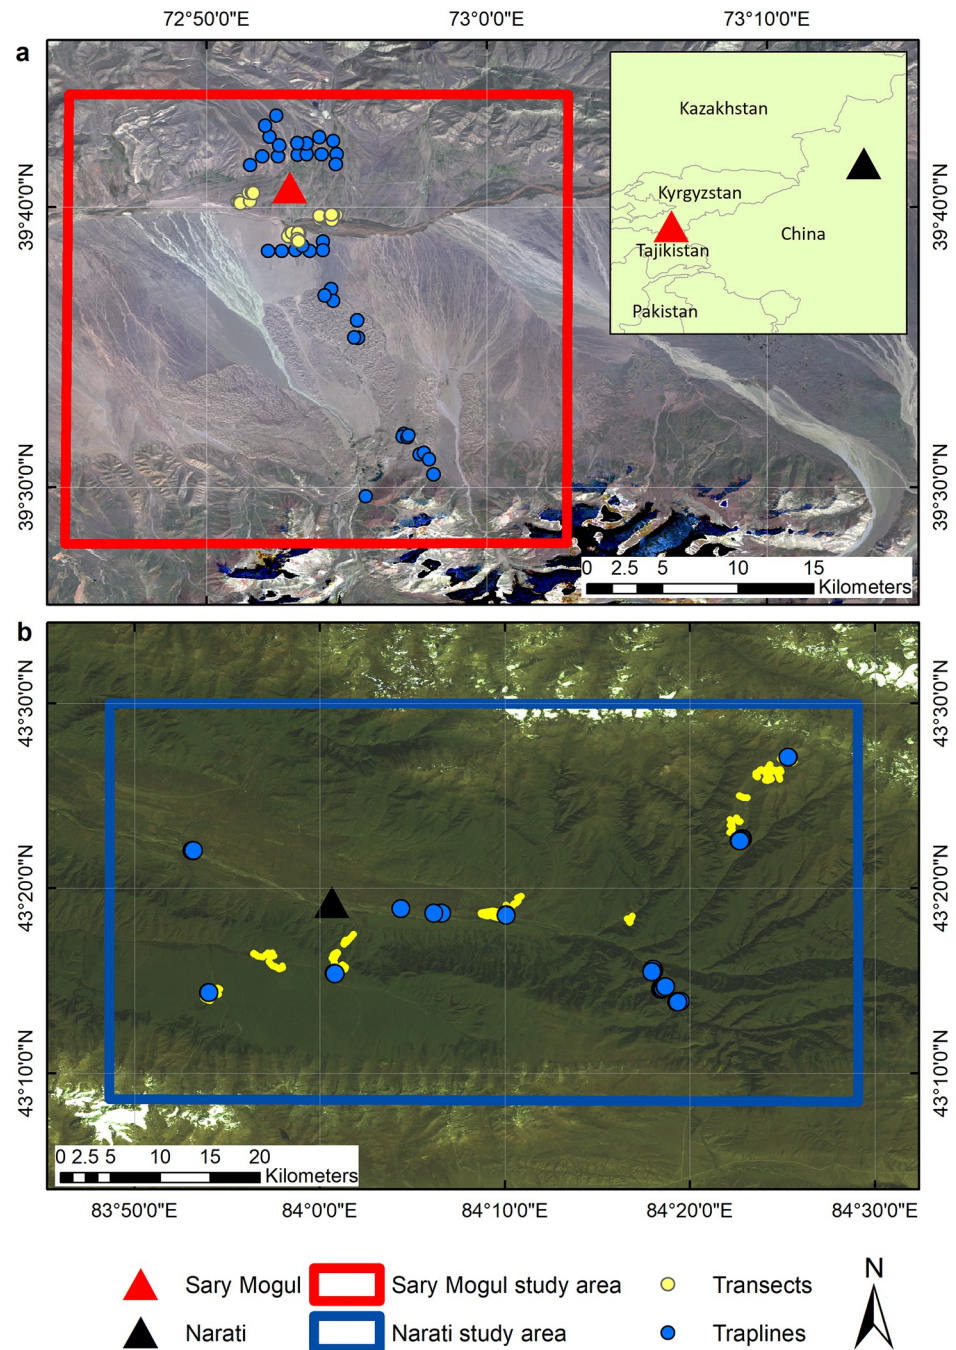 72°50'0"E 73°0'0"E 73°10'0"E
a
Kazakhstan
Kyrgyzstan
China
Tajikistan
Pakistan
39°40'0"N 39°40'0"N
39°30'0"N 39°30'0"N
0 2.5 5 10 15
Kilometers
b
43°30'0"N 43°30'0"N
43°20'0"N 43°20'0"N
43°10'0"N 43°10'0"N
0 2.5 5 10 15 20
Kilometers
83°50'0"E 84°0'0"E 84°10'0"E 84°20'0"E 84°30'0"E
Sary Mogul Sary Mogul study area Transects N
Narati Narati study area Traplines